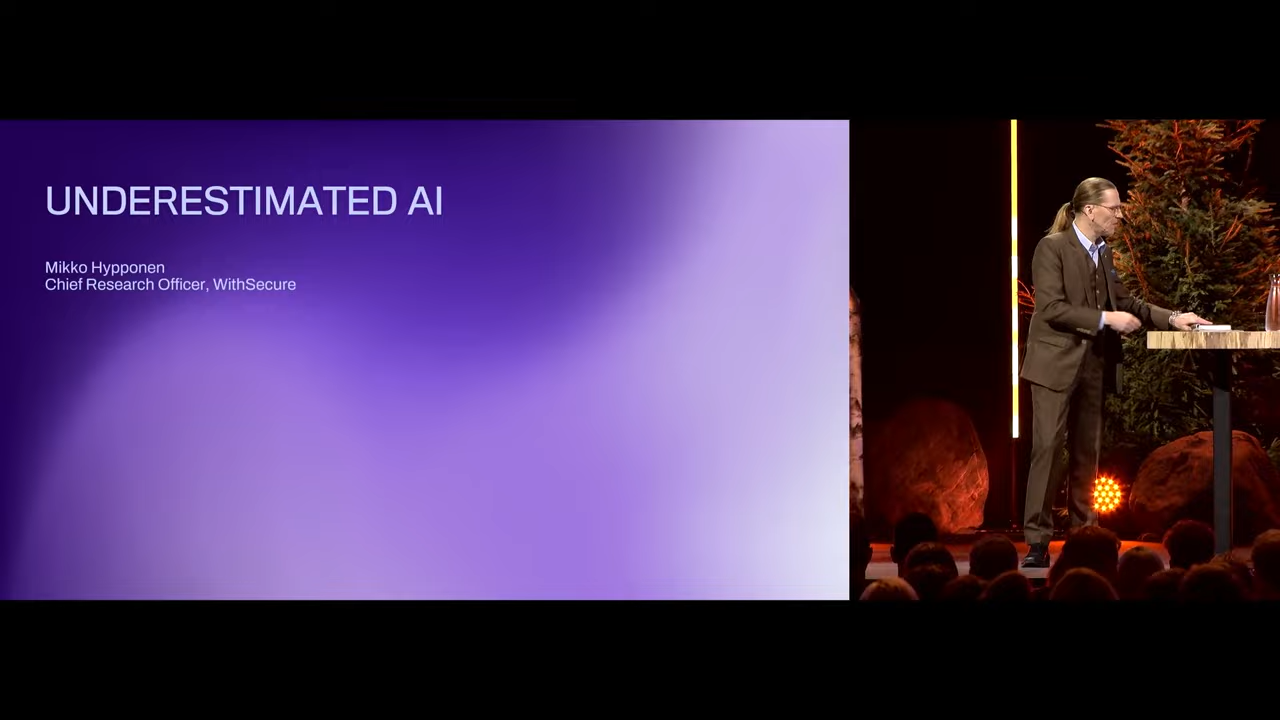 UNDERESTIMATED AI
Mikko Hypponen
Chief Research Officer, WithSecure